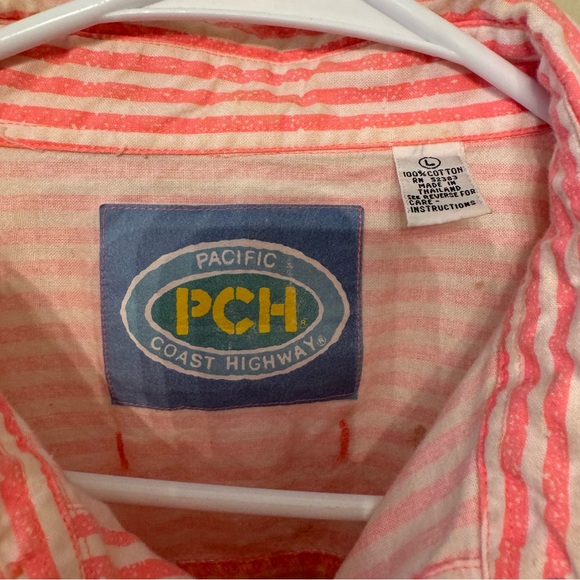 L
100% COTTON
RN 52383
MADE IN
THAILAND
SEE REVERSE FOR
CARE -
INSTRUCTIONS
PACIFIC
PCH®
COAST HIGHWAY®